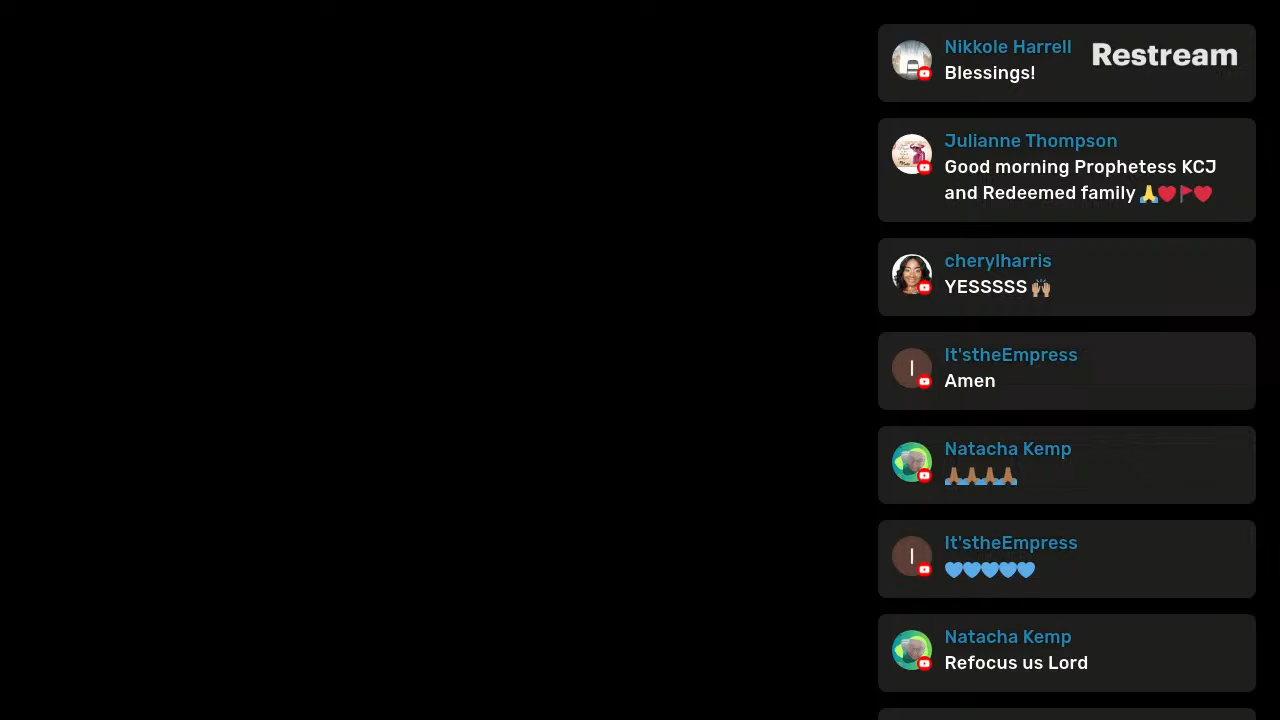 Nikkole Harrell
Restream
Blessings!
Julianne Thompson
Good morning Prophetess KCJ
and Redeemed family 🙏❤️🚩❤️
cherylharris
YESSSSS 🙌🏽
I
It'stheEmpress
Amen
Natacha Kemp
🙏🏾🙏🏾🙏🏾🙏🏾
I
It'stheEmpress
💙💙💙💙💙
Natacha Kemp
Refocus us Lord